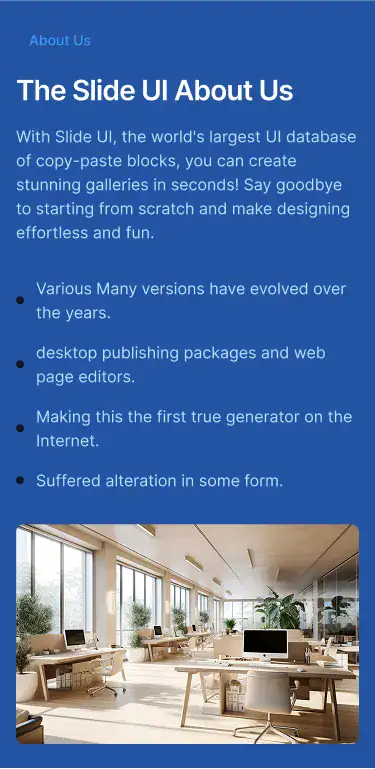 About Us
The Slide UI About Us
With Slide UI, the world's largest UI database
of copy-paste blocks, you can create
stunning galleries in seconds! Say goodbye
to starting from scratch and make designing
effortless and fun.
Various Many versions have evolved over
the years.
desktop publishing packages and web
page editors.
Making this the first true generator on the
Internet.
Suffered alteration in some form.